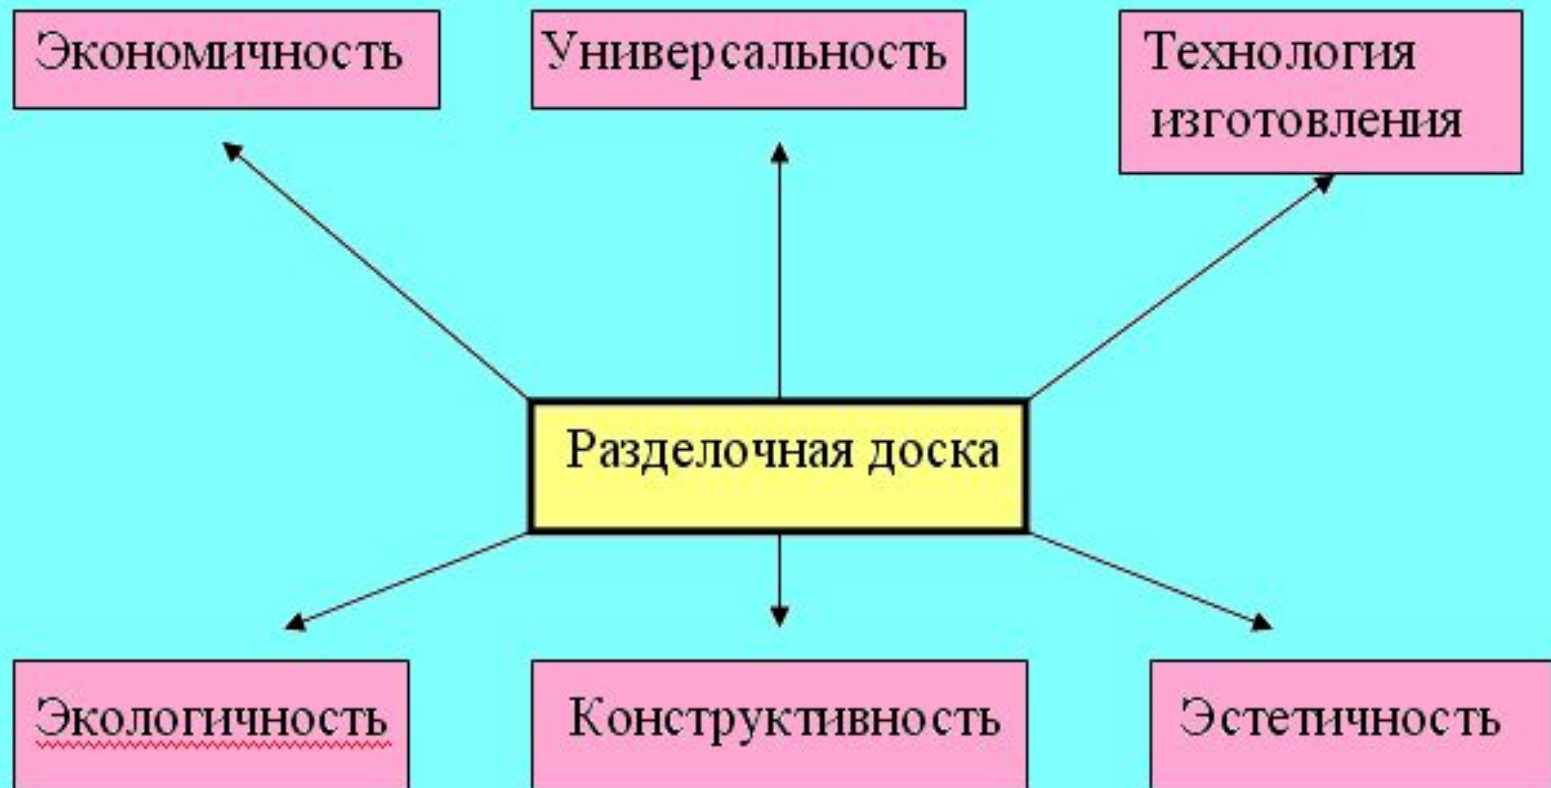 Экономичность
Универсальность
Технология
изготовления
Разделочная доска
Экологичность
Конструктивность
Эстетичность